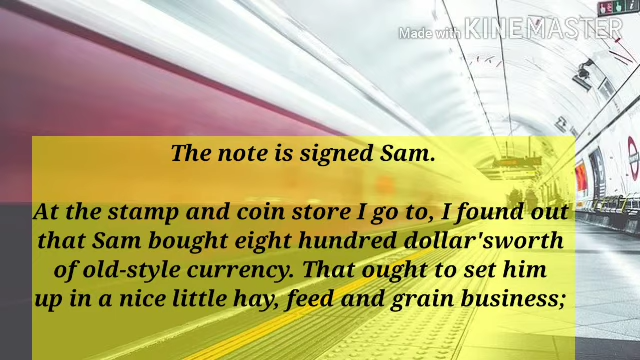 Made with KINEMASTER
The note is signed Sam.
At the stamp and coin store I go to, I found out
that Sam bought eight hundred dollar'sworth
of old-style currency. That ought to set him
up in a nice little hay, feed and grain business;